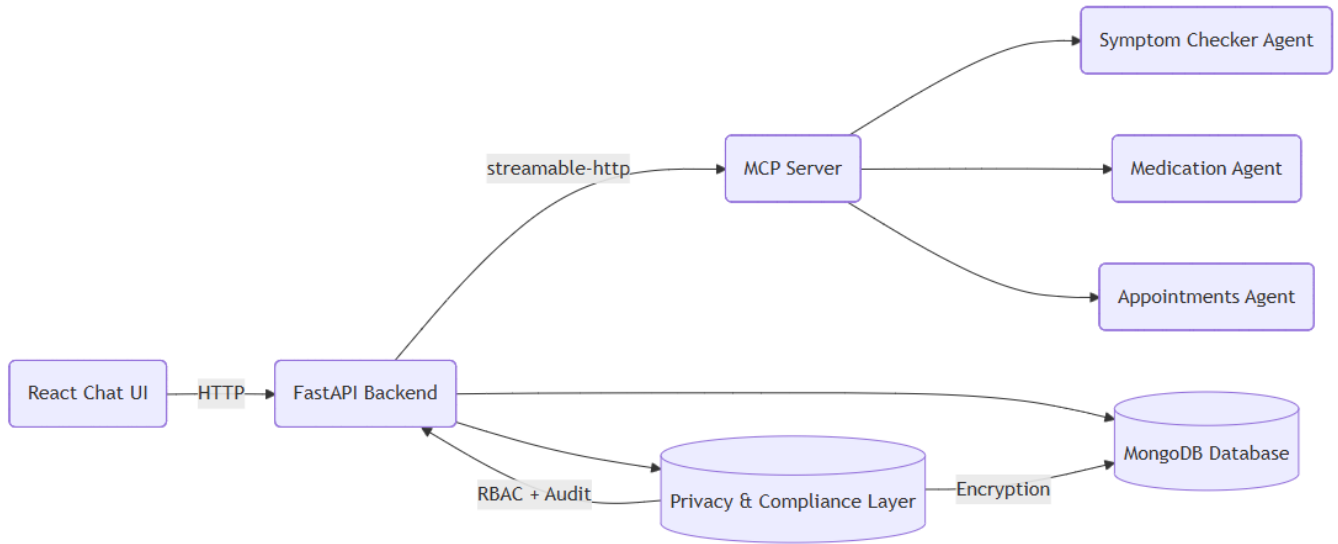 Symptom Checker Agent
streamable-http
MCP Server
Medication Agent
Appointments Agent
React Chat UI
HTTP
FastAPI Backend
MongoDB Database
RBAC + Audit
Privacy & Compliance Layer
Encryption